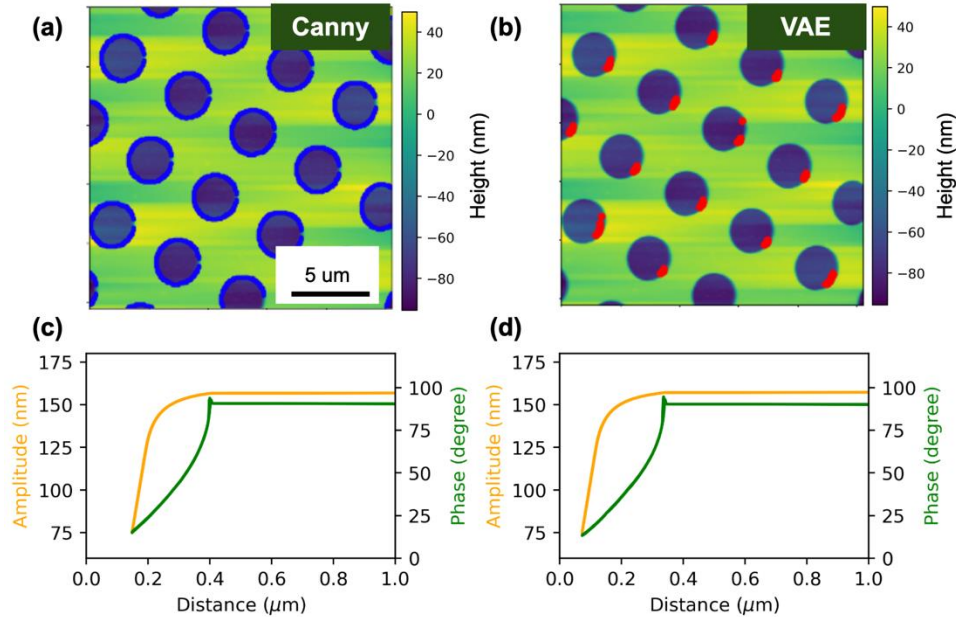 (a)
Canny
40
20
0
−20
−40
−60
−80
Height (nm)
5 um
(b)
VAE
40
20
0
−20
−40
−60
−80
Height (nm)
(c)
175
150
125
100
75
Amplitude (nm)
100
75
50
25
0
Phase (degree)
0.0 0.2 0.4 0.6 0.8 1.0
Distance (μm)
(d)
175
150
125
100
75
Amplitude (nm)
100
75
50
25
0
Phase (degree)
0.0 0.2 0.4 0.6 0.8 1.0
Distance (μm)